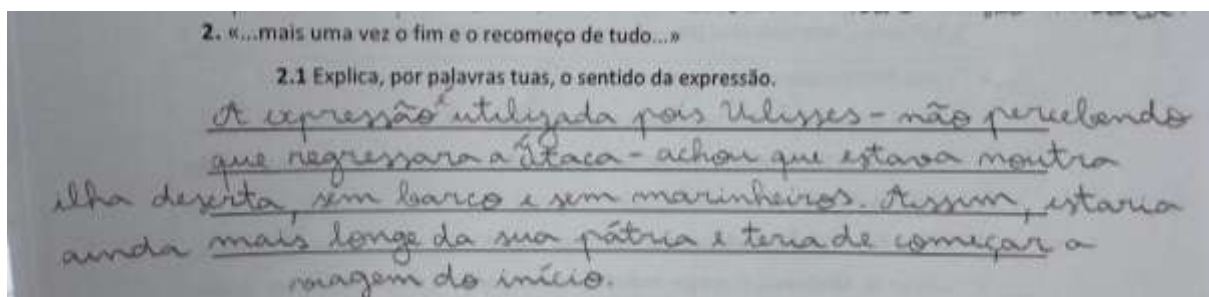 2. «...mais uma vez o fim e o recomeço de tudo...»
2.1 Explica, por palavras tuas, o sentido da expressão.
A expressão é utilizada pois Ulisses - não percebendo
que regressara a Ítaca - achou que estava noutra
ilha deserta, sem barco e sem marinheiros. Assim, estaria
ainda mais longe da sua pátria e teria de começar a
viagem do início.